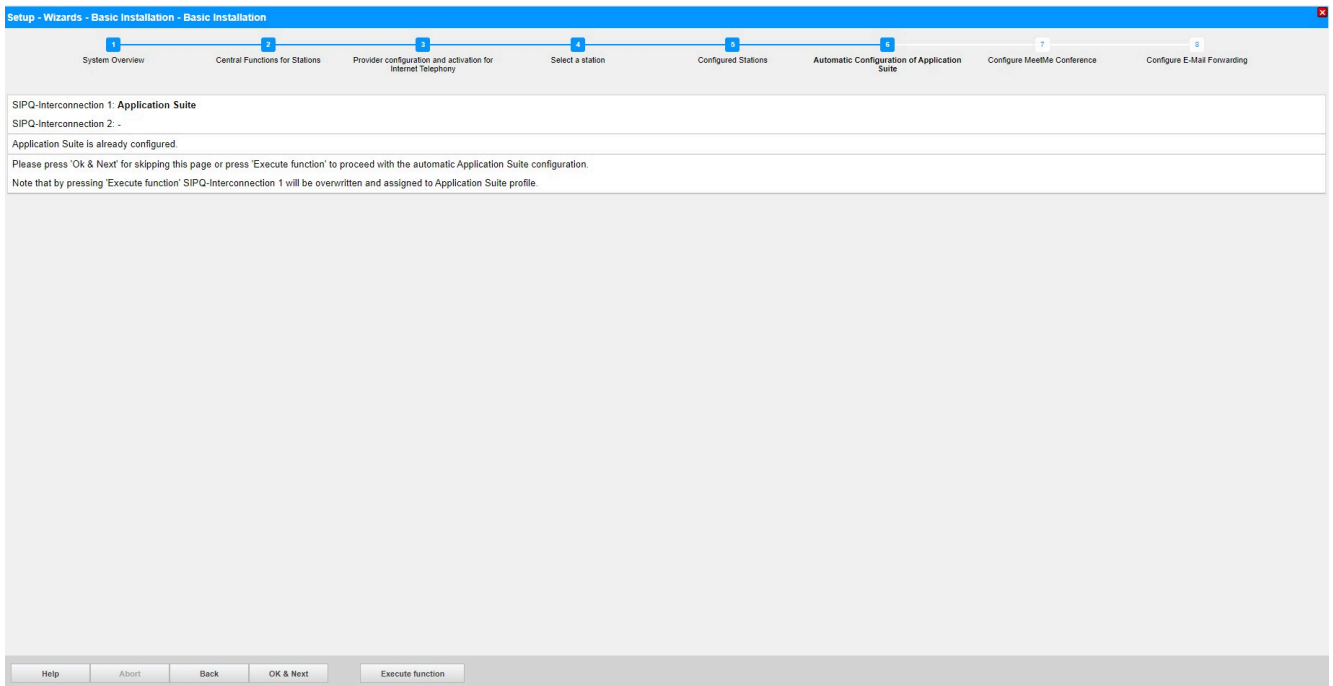 Setup - Wizards - Basic Installation - Basic Installation
1
2
3
4
5
6
7
8
System Overview
Central Functions for Stations
Provider configuration and activation for
Internet Telephony
Select a station
Configured Stations
Automatic Configuration of Application
Suite
Configure MeetMe Conference
Configure E-Mail Forwarding
SIPQ-Interconnection 1: Application Suite
SIPQ-Interconnection 2: -
Application Suite is already configured.
Please press 'Ok & Next' for skipping this page or press 'Execute function' to proceed with the automatic Application Suite configuration.
Note that by pressing 'Execute function' SIPQ-Interconnection 1 will be overwritten and assigned to Application Suite profile.
Help
Abort
Back
OK & Next
Execute function